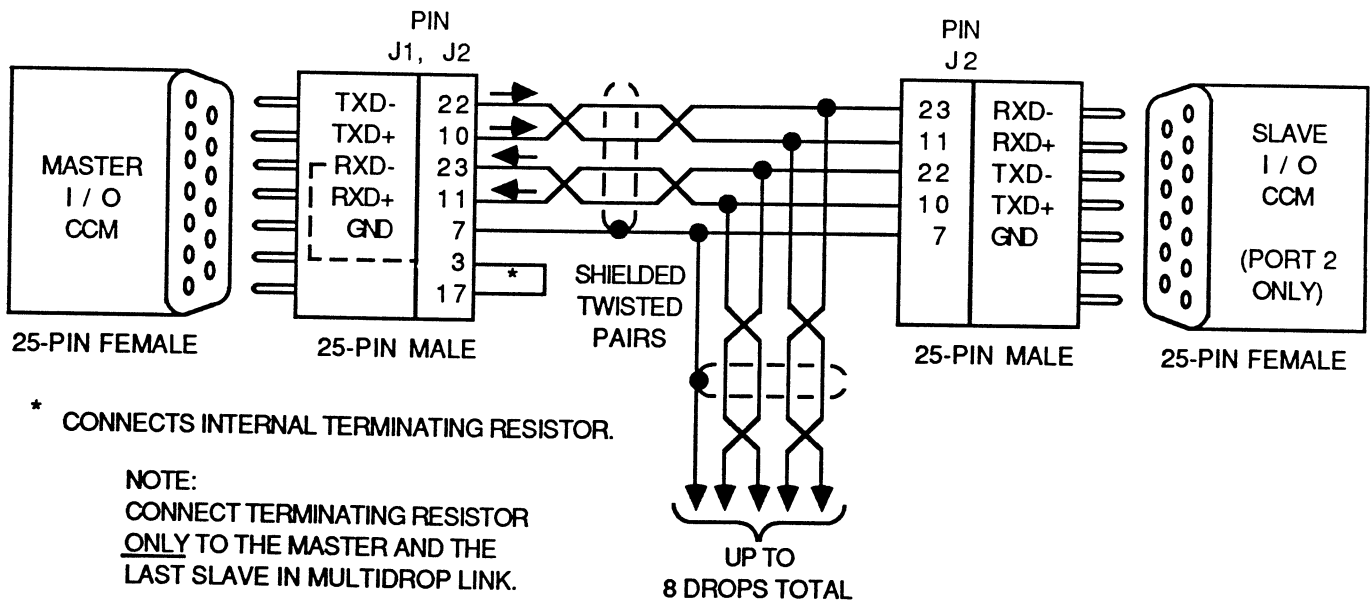 PIN
J1, J2
PIN
J2
MASTER
I / O
CCM
25-PIN FEMALE
TXD- 22
TXD+ 10
RXD- 23
RXD+ 11
GND 7
3
17
*
25-PIN MALE
SHIELDED
TWISTED
PAIRS
23 RXD-
11 RXD+
22 TXD-
10 TXD+
7 GND
25-PIN MALE
SLAVE
I / O
CCM
(PORT 2
ONLY)
25-PIN FEMALE
* CONNECTS INTERNAL TERMINATING RESISTOR.
NOTE:
CONNECT TERMINATING RESISTOR
ONLY TO THE MASTER AND THE
LAST SLAVE IN MULTIDROP LINK.
UP TO
8 DROPS TOTAL